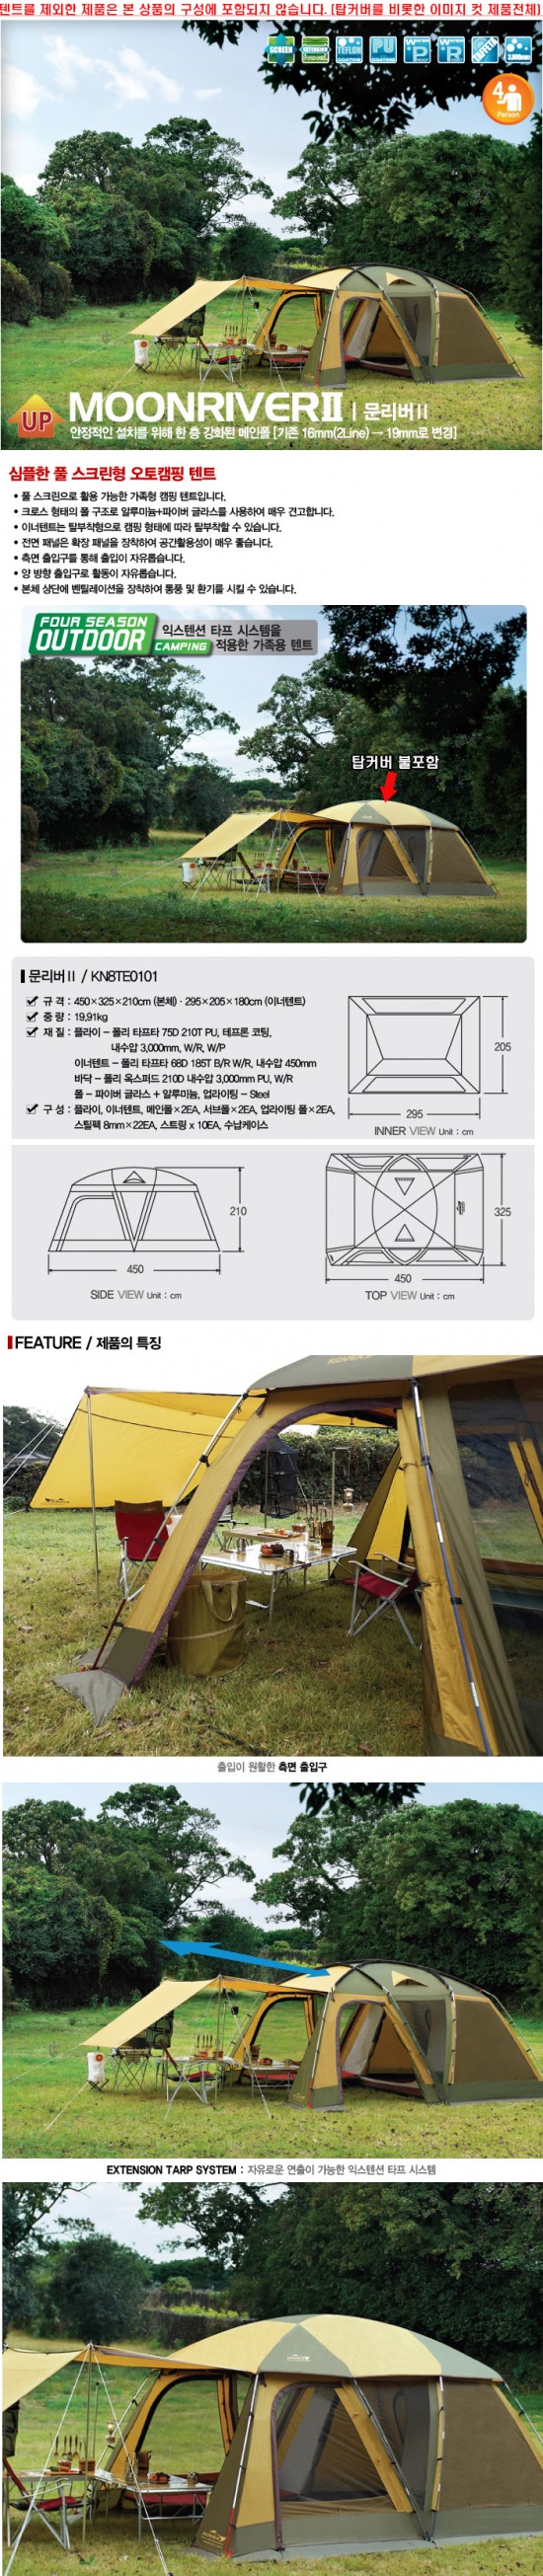 텐트를 제외한 제품은 본 상품의 구성에 포함되지 않습니다. (탑커버를 비롯한 이미지 컷 제품전체)
SCREEN
EXTENSION
TEFLON
COATING
PU
COATING
WATER
P
WATER
R
TAFFETA
4
Person
UP
MOONRIVERⅡ | 문리버Ⅱ
안정적인 설치를 위해 한 층 강화된 메인폴 [기존 16mm(2Line) → 19mm로 변경]
심플한 풀 스크린형 오토캠핑 텐트
• 풀 스크린으로 활용 가능한 가족형 캠핑 텐트입니다.
• 크로스 형태의 폴 구조로 알루미늄+파이버 글라스를 사용하여 매우 견고합니다.
• 이너텐트는 탈부착형으로 캠핑 형태에 따라 탈부착할 수 있습니다.
• 전면 패널은 확장 패널을 장착하여 공간활용성이 매우 좋습니다.
• 측면 출입구를 통해 출입이 자유롭습니다.
• 양 방향 출입구로 활동이 자유롭습니다.
• 본체 상단에 벤틸레이션을 장착하여 통풍 및 환기를 시킬 수 있습니다.
FOUR SEASON
OUTDOOR
CAMPING
익스텐션 타프 시스템을
적용한 가족용 텐트
탑커버 불포함
문리버Ⅱ / KN8TE0101
규 격 : 450×325×210cm (본체) · 295×205×180cm (이너텐트)
중 량 : 19,91kg
재 질 : 플라이 – 폴리 타프타 75D 210T PU, 테프론 코팅,
내수압 3,000mm, W/R, W/P
이너텐트 – 폴리 타프타 68D 185T B/R W/R, 내수압 450mm
바닥 – 폴리 옥스퍼드 210D 내수압 3,000mm PU, W/R
폴 – 파이버 글라스 + 알루미늄, 업라이팅 – Steel
구 성 : 플라이, 이너텐트, 메인폴×2EA, 서브폴×2EA, 업라이팅 폴×2EA,
스틸펙 8mm×22EA, 스트링 x 10EA, 수납케이스
205
295
INNER VIEW Unit : cm
210
450
SIDE VIEW Unit : cm
325
450
TOP VIEW Unit : cm
FEATURE / 제품의 특징
출입이 원활한 측면 출입구
EXTENSION TARP SYSTEM : 자유로운 연출이 가능한 익스텐션 타프 시스템